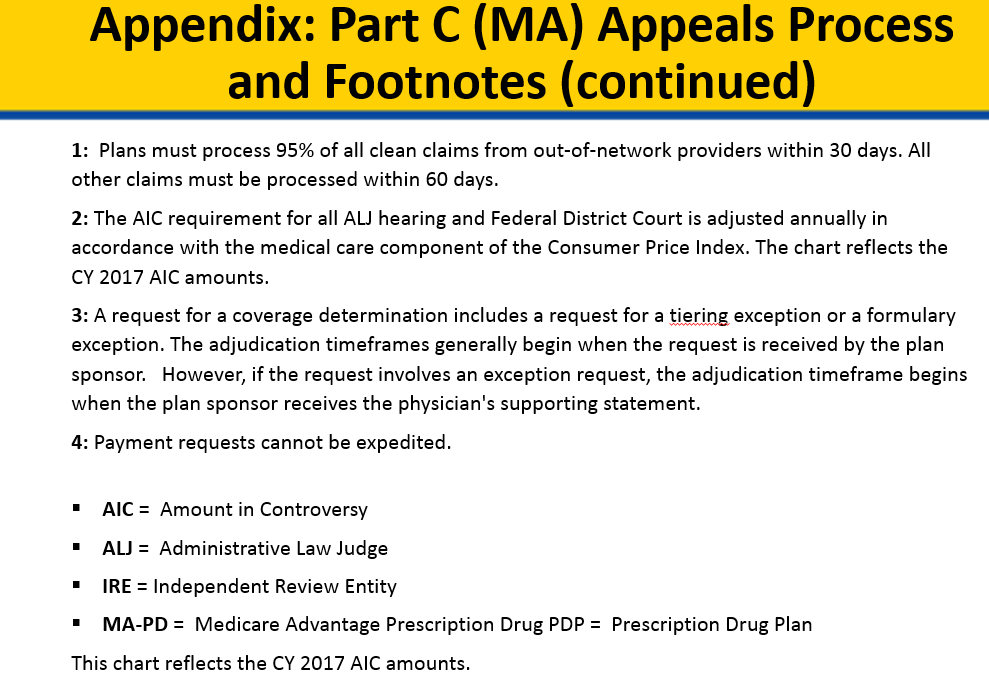 Appendix: Part C (MA) Appeals Process
and Footnotes (continued)
1:  Plans must process 95% of all clean claims from out-of-network providers within 30 days. All
other claims must be processed within 60 days.
2: The AIC requirement for all ALJ hearing and Federal District Court is adjusted annually in
accordance with the medical care component of the Consumer Price Index. The chart reflects the
CY 2017 AIC amounts.
3: A request for a coverage determination includes a request for a tiering exception or a formulary
exception. The adjudication timeframes generally begin when the request is received by the plan
sponsor.   However, if the request involves an exception request, the adjudication timeframe begins
when the plan sponsor receives the physician's supporting statement.
4: Payment requests cannot be expedited.
▪ AIC =  Amount in Controversy
▪ ALJ =  Administrative Law Judge
▪ IRE = Independent Review Entity
▪ MA-PD =  Medicare Advantage Prescription Drug PDP =  Prescription Drug Plan
This chart reflects the CY 2017 AIC amounts.